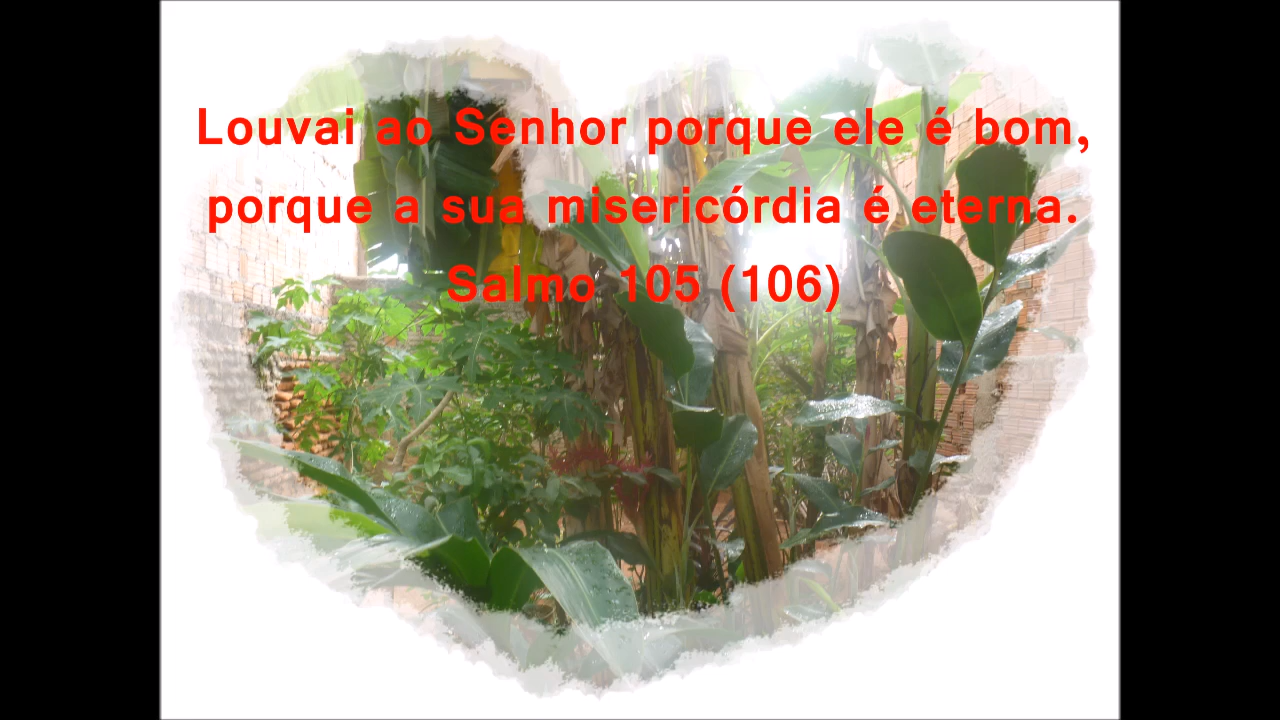 Louvai ao Senhor porque ele é bom,
porque a sua misericórdia é eterna.
Salmo 105 (106)